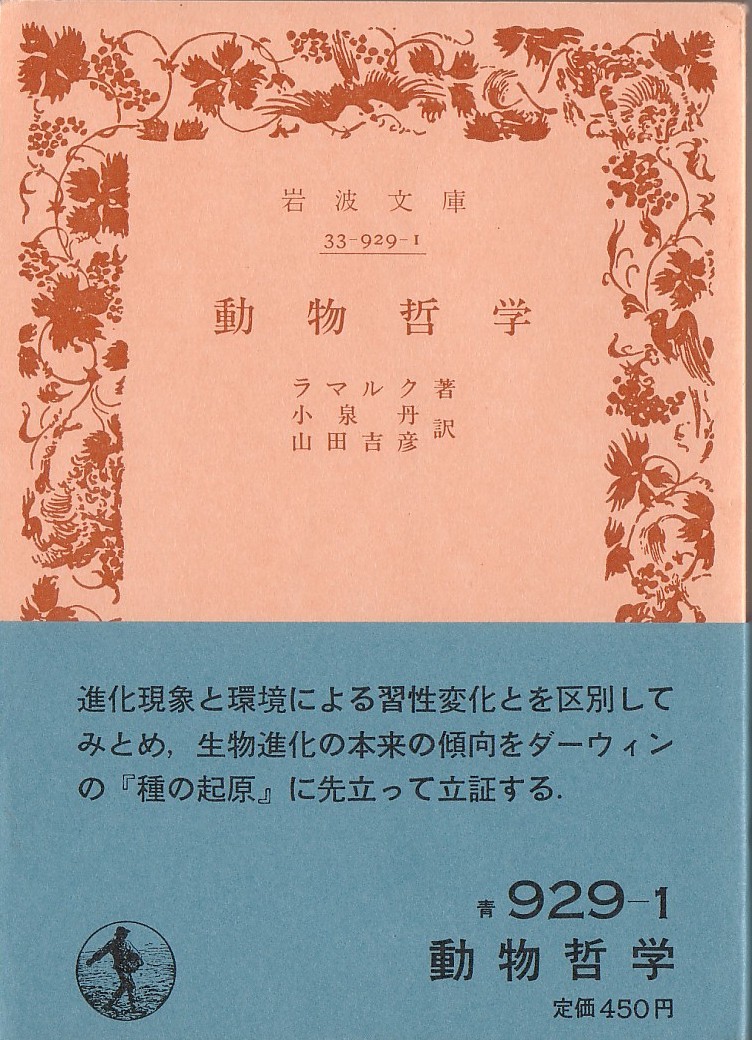 岩波文庫
33-929-1
動物哲学
ラマルク著
小泉丹
山田吉彦訳
進化現象と環境による習性変化とを区別して
みとめ，生物進化の本来の傾向をダーウィン
の『種の起原』に先立って立証する．
青 929-1
動物哲学
定価450円